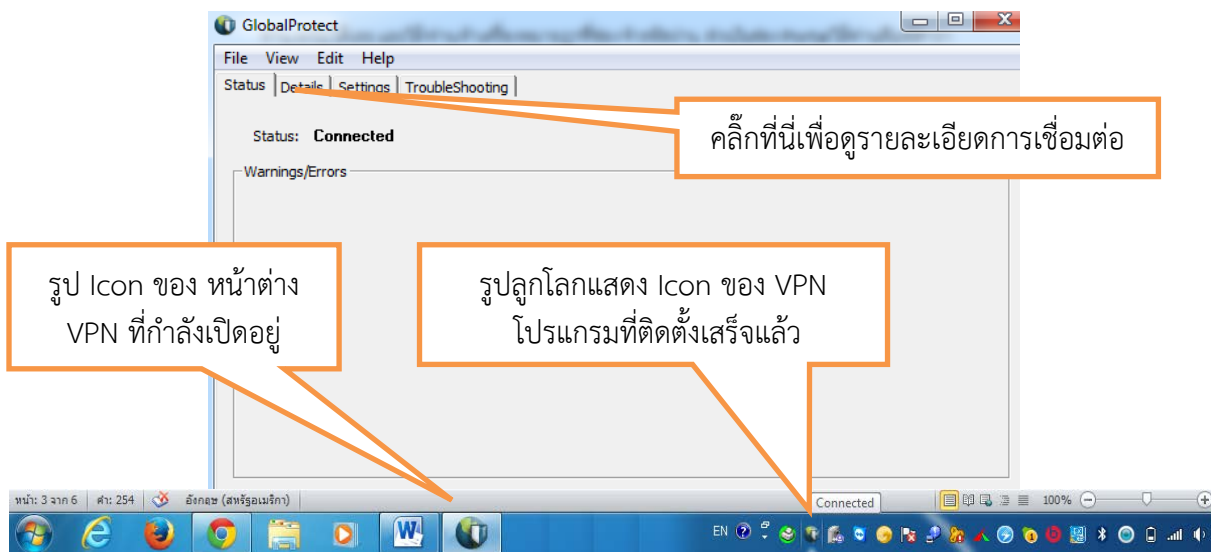 GlobalProtect
File View Edit Help
Status Details Settings TroubleShooting
คลิ๊กที่นี่เพื่อดูรายละเอียดการเชื่อมต่อ
Status: Connected
Warnings/Errors
รูป Icon ของ หน้าต่าง
VPN ที่กำลังเปิดอยู่
รูปลูกโลกแสดง Icon ของ VPN
โปรแกรมที่ติดตั้งเสร็จแล้ว
หน้า: 3 จาก 6 คำ: 254 อังกฤษ (สหรัฐอเมริกา) Connected 100%
EN